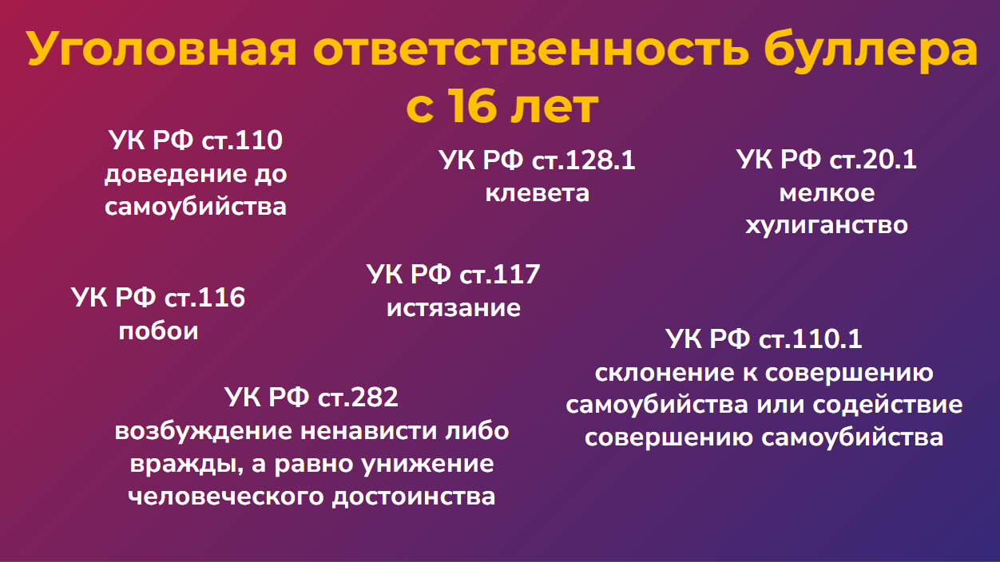 Уголовная ответственность буллера
с 16 лет
УК РФ ст.110
доведение до
самоубийства
УК РФ ст.128.1
клевета
УК РФ ст.20.1
мелкое
хулиганство
УК РФ ст.116
побои
УК РФ ст.117
истязание
УК РФ ст.110.1
склонение к совершению
самоубийства или содействие
совершению самоубийства
УК РФ ст.282
возбуждение ненависти либо
вражды, а равно унижение
человеческого достоинства